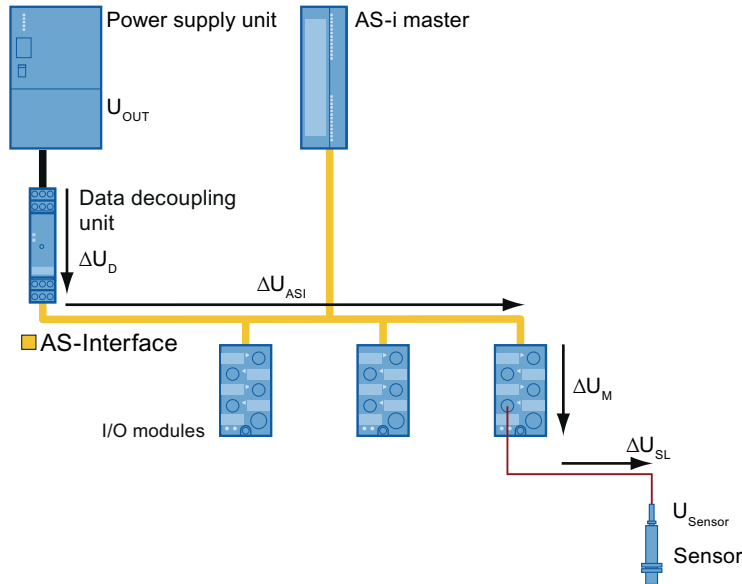 Power supply unit
AS-i master
U_OUT
Data decoupling
unit
ΔU_D
ΔU_ASI
AS-Interface
ΔU_M
I/O modules
ΔU_SL
U_Sensor
Sensor